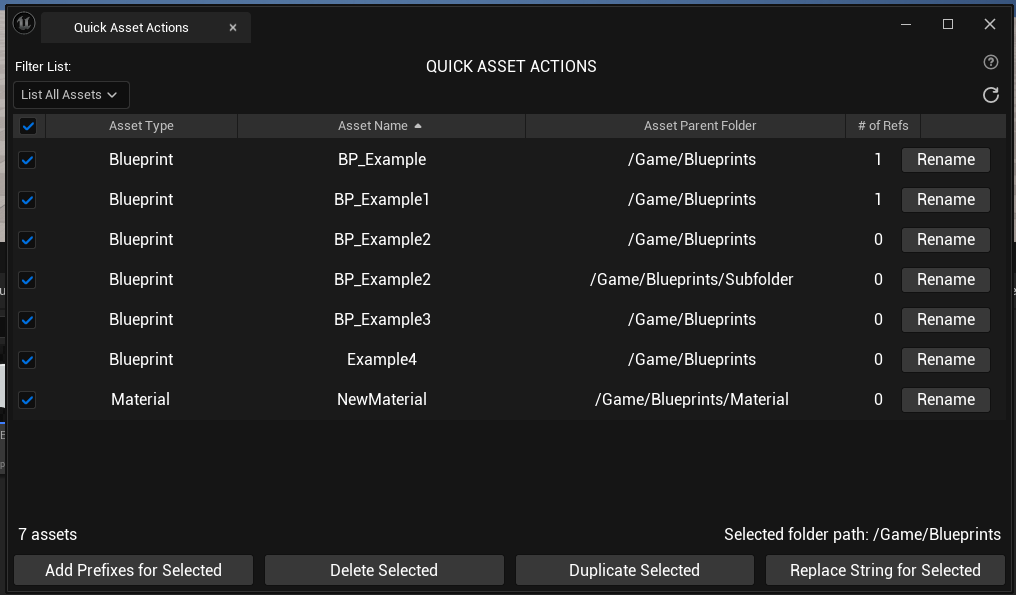 Quick Asset Actions
Filter List:
QUICK ASSET ACTIONS
List All Assets
Asset Type Asset Name Asset Parent Folder # of Refs
Blueprint BP_Example /Game/Blueprints 1 Rename
Blueprint BP_Example1 /Game/Blueprints 1 Rename
Blueprint BP_Example2 /Game/Blueprints 0 Rename
Blueprint BP_Example2 /Game/Blueprints/Subfolder 0 Rename
Blueprint BP_Example3 /Game/Blueprints 0 Rename
Blueprint Example4 /Game/Blueprints 0 Rename
Material NewMaterial /Game/Blueprints/Material 0 Rename
7 assets Selected folder path: /Game/Blueprints
Add Prefixes for Selected Delete Selected Duplicate Selected Replace String for Selected